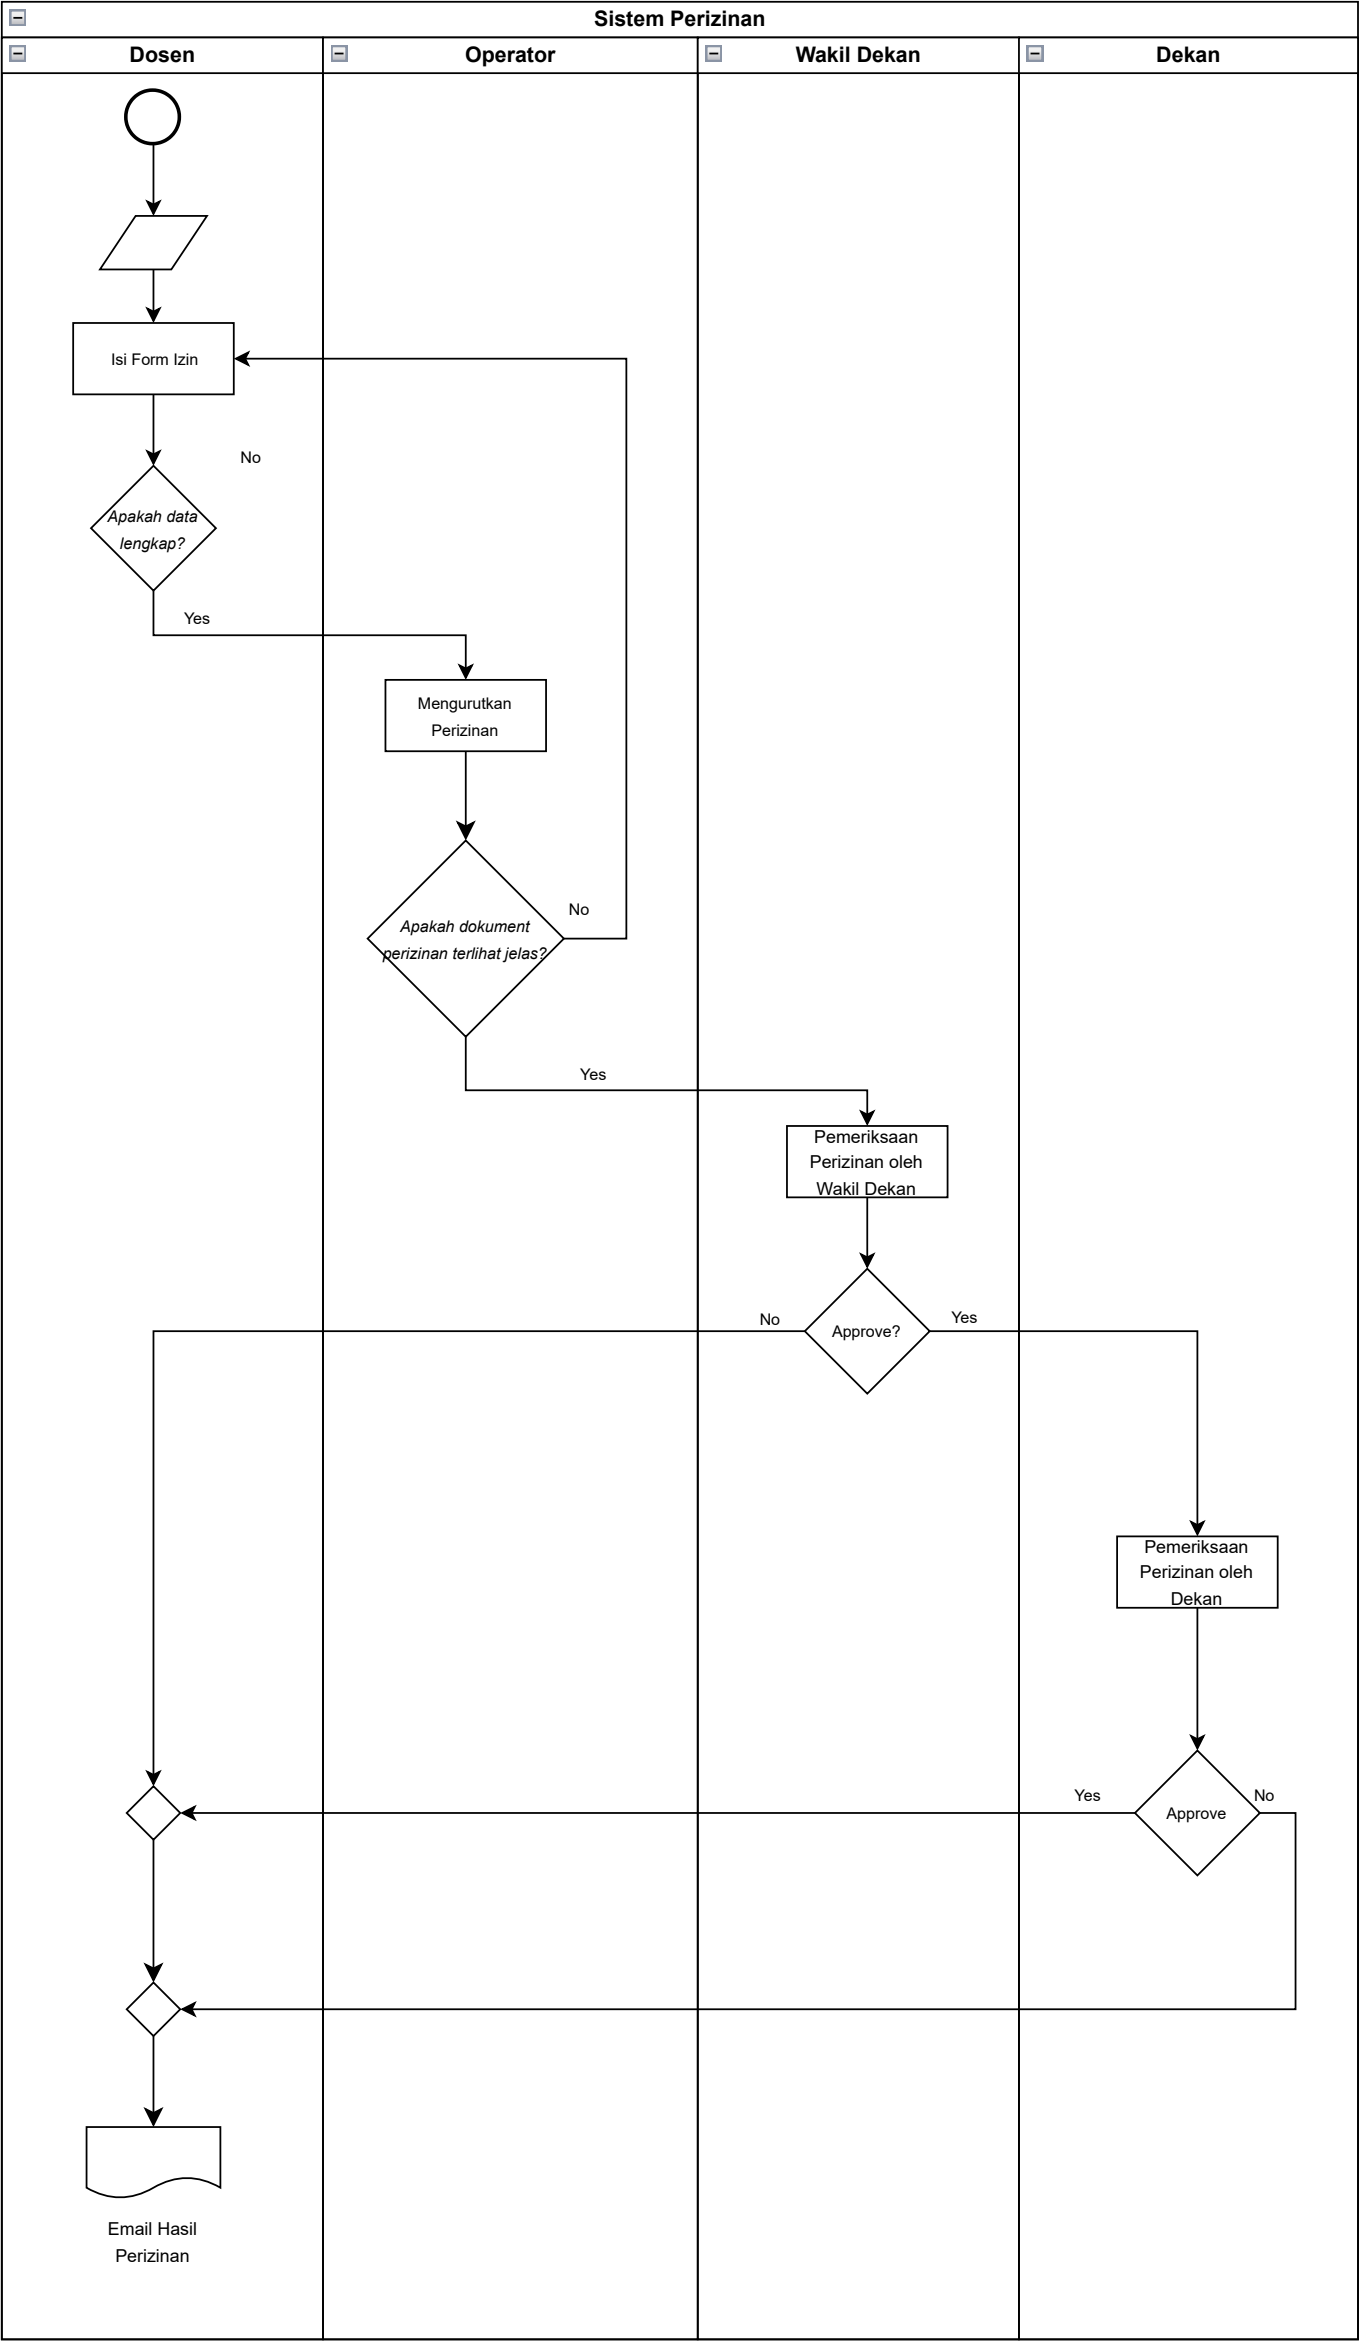 Sistem Perizinan
Dosen
Operator
Wakil Dekan
Dekan
Isi Form Izin
No
Apakah data
lengkap?
Yes
Mengurutkan
Perizinan
No
Apakah dokument
perizinan terlihat jelas?
Yes
Pemeriksaan
Perizinan oleh
Wakil Dekan
No
Approve?
Yes
Pemeriksaan
Perizinan oleh
Dekan
Yes
Approve
No
Email Hasil
Perizinan